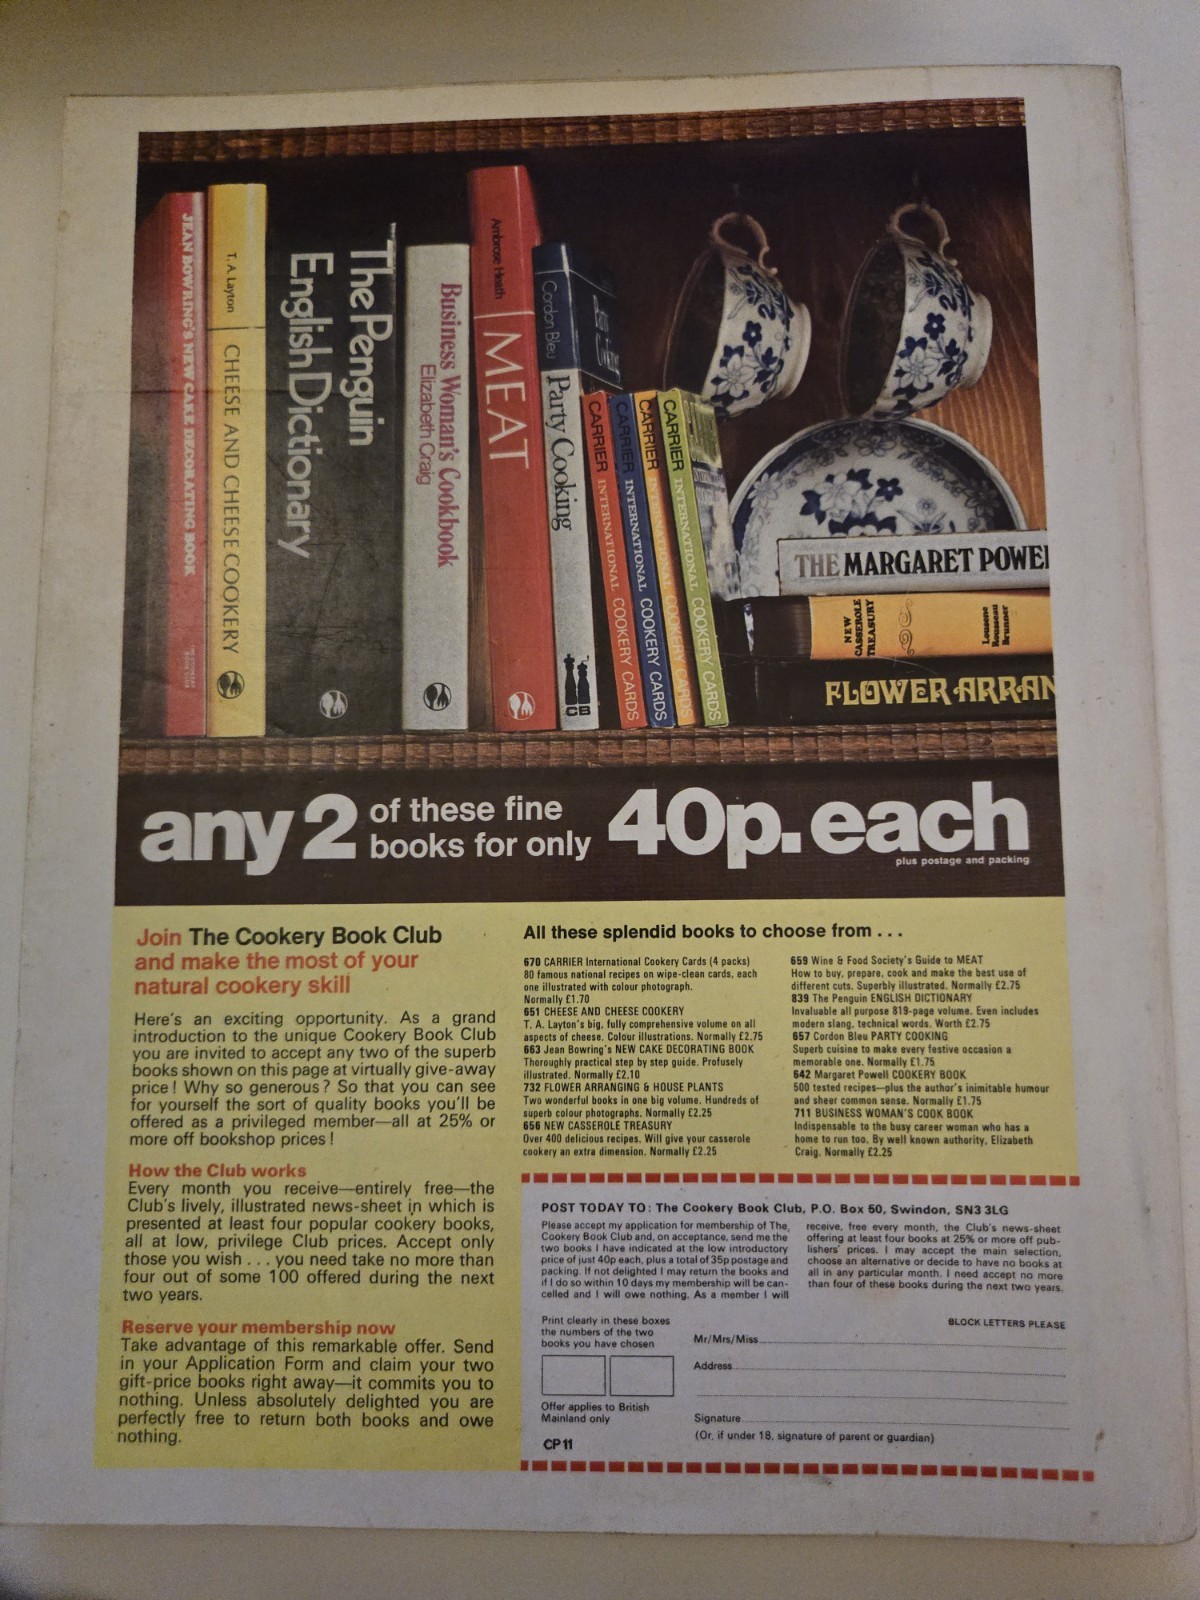 JEAN BOWRING'S NEW CAKE DECORATING BOOK
T. A. Layton
CHEESE AND CHEESE COOKERY
The Penguin
English Dictionary
Business Woman's Cookbook
Elizabeth Craig
Ambrose Heath
MEAT
Cordon Bleu
Party Cooking
CB
CARRIER INTERNATIONAL COOKERY CARDS
CARRIER INTERNATIONAL COOKERY CARDS
CARRIER INTERNATIONAL COOKERY CARDS
CARRIER INTERNATIONAL COOKERY CARDS
THE MARGARET POWEL
NEW
CASSEROLE
TREASURY
Lousene
Rousseau
Brunner
FLOWER ARRAN
any 2 of these fine
books for only 40p. each
plus postage and packing
Join The Cookery Book Club
and make the most of your
natural cookery skill
Here's an exciting opportunity. As a grand
introduction to the unique Cookery Book Club
you are invited to accept any two of the superb
books shown on this page at virtually give-away
price! Why so generous? So that you can see
for yourself the sort of quality books you'll be
offered as a privileged member—all at 25% or
more off bookshop prices!
How the Club works
Every month you receive—entirely free—the
Club's lively, illustrated news-sheet in which is
presented at least four popular cookery books,
all at low, privilege Club prices. Accept only
those you wish . . . you need take no more than
four out of some 100 offered during the next
two years.
Reserve your membership now
Take advantage of this remarkable offer. Send
in your Application Form and claim your two
gift-price books right away—it commits you to
nothing. Unless absolutely delighted you are
perfectly free to return both books and owe
nothing.
All these splendid books to choose from . . .
670 CARRIER International Cookery Cards (4 packs)
80 famous national recipes on wipe-clean cards, each
one illustrated with colour photograph.
Normally £1.70
651 CHEESE AND CHEESE COOKERY
T. A. Layton's big, fully comprehensive volume on all
aspects of cheese. Colour illustrations. Normally £2.75
663 Jean Bowring's NEW CAKE DECORATING BOOK
Thoroughly practical step by step guide. Profusely
illustrated. Normally £2.10
732 FLOWER ARRANGING & HOUSE PLANTS
Two wonderful books in one big volume. Hundreds of
superb colour photographs. Normally £2.25
656 NEW CASSEROLE TREASURY
Over 400 delicious recipes. Will give your casserole
cookery an extra dimension. Normally £2.25
659 Wine & Food Society's Guide to MEAT
How to buy, prepare, cook and make the best use of
different cuts. Superbly illustrated. Normally £2.75
839 The Penguin ENGLISH DICTIONARY
Invaluable all purpose 819-page volume. Even includes
modern slang, technical words. Worth £2.75
657 Cordon Bleu PARTY COOKING
Superb cuisine to make every festive occasion a
memorable one. Normally £1.75
642 Margaret Powell COOKERY BOOK
500 tested recipes—plus the author's inimitable humour
and sheer common sense. Normally £1.75
711 BUSINESS WOMAN'S COOK BOOK
Indispensable to the busy career woman who has a
home to run too. By well known authority, Elizabeth
Craig. Normally £2.25
POST TODAY TO: The Cookery Book Club, P.O. Box 50, Swindon, SN3 3LG
Please accept my application for membership of The
Cookery Book Club and, on acceptance, send me the
two books I have indicated at the low introductory
price of just 40p each, plus a total of 35p postage and
packing. If not delighted I may return the books and
if I do so within 10 days my membership will be can-
celled and I will owe nothing. As a member I will
receive, free every month, the Club's news-sheet
offering at least four books at 25% or more off pub-
lishers' prices. I may accept the main selection,
choose an alternative or decide to have no books at
all in any particular month. I need accept no more
than four of these books during the next two years.
Print clearly in these boxes
the numbers of the two
books you have chosen
Offer applies to British
Mainland only
CP11
BLOCK LETTERS PLEASE
Mr/Mrs/Miss
Address
Signature
(Or, if under 18, signature of parent or guardian)